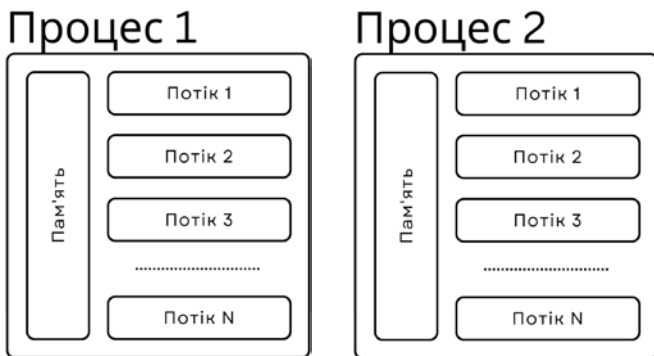 Процес 1
Пам'ять
Потік 1
Потік 2
Потік 3
Потік N
Процес 2
Пам'ять
Потік 1
Потік 2
Потік 3
Потік N